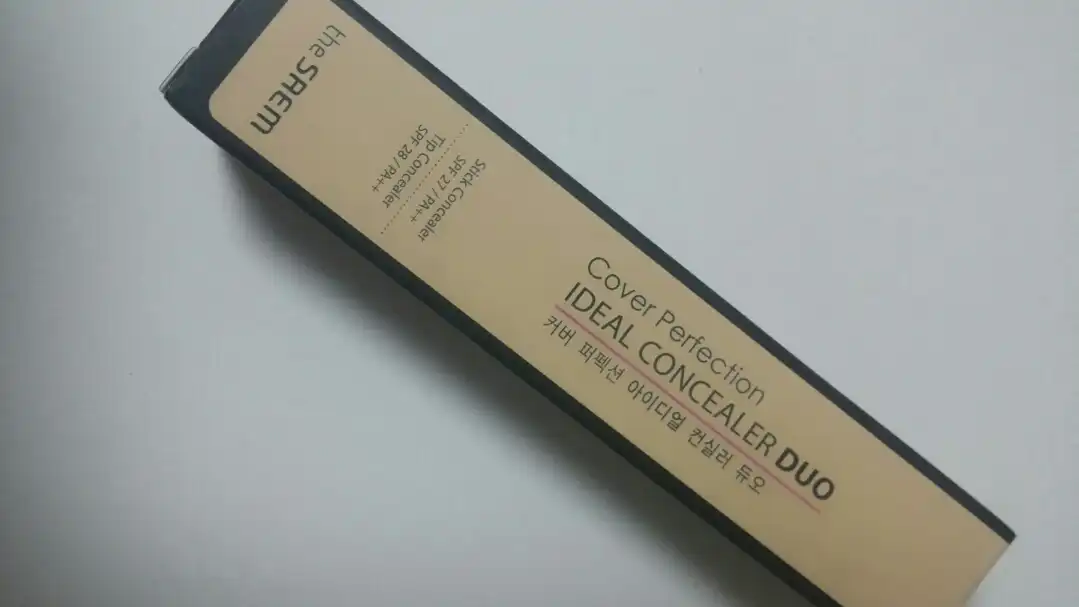 the SAEM
Stick Concealer
SPF 27 / PA++
Tip Concealer
SPF 28 / PA++
Cover Perfection
IDEAL CONCEALER DUO
커버 퍼펙션 아이디얼 컨실러 듀오